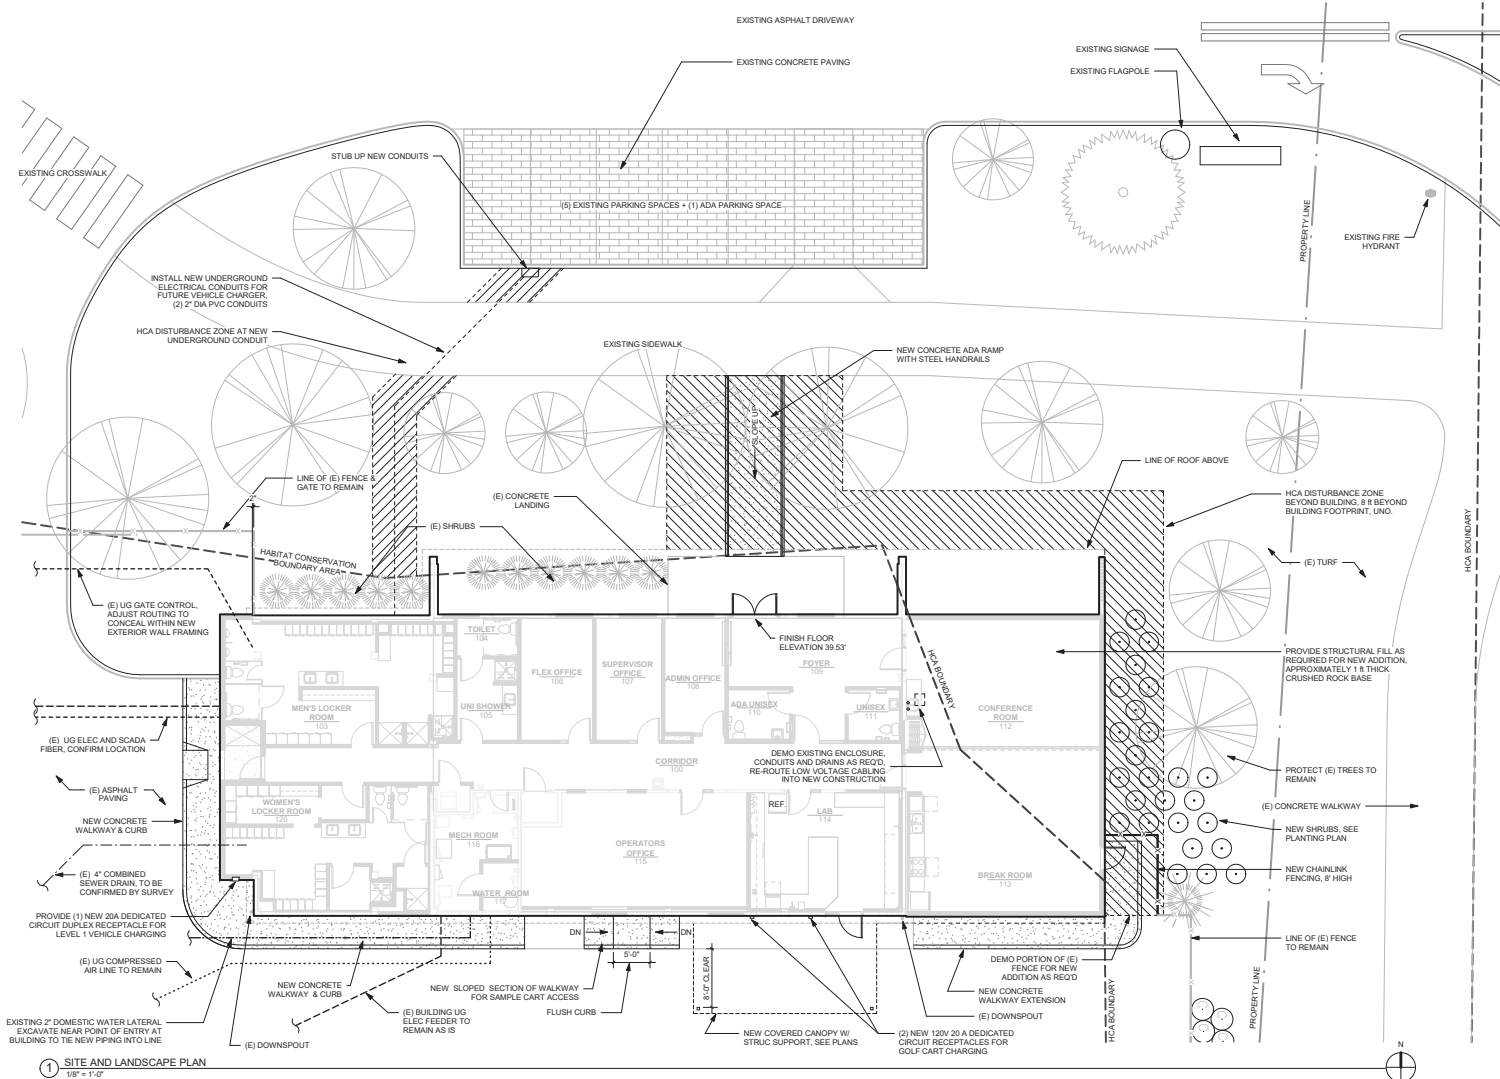 EXISTING ASPHALT DRIVEWAY
EXISTING CONCRETE PAVING
EXISTING SIGNAGE
EXISTING FLAGPOLE
STUB UP NEW CONDUITS
EXISTING CROSSWALK
(5) EXISTING PARKING SPACES + (1) ADA PARKING SPACE
PROPERTY LINE
EXISTING FIRE
HYDRANT
INSTALL NEW UNDERGROUND
ELECTRICAL CONDUITS FOR
FUTURE VEHICLE CHARGER,
(2) 2" DIA PVC CONDUITS
HCA DISTURBANCE ZONE AT NEW
UNDERGROUND CONDUIT
EXISTING SIDEWALK
NEW CONCRETE ADA RAMP
WITH STEEL HANDRAILS
SLOPE UP
LINE OF ROOF ABOVE
LINE OF (E) FENCE &
GATE TO REMAIN
2"
(E) CONCRETE
LANDING
(E) SHRUBS
HCA DISTURBANCE ZONE
BEYOND BUILDING, 8 ft BEYOND
BUILDING FOOTPRINT, UNO.
HCA BOUNDARY
HABITAT CONSERVATION
BOUNDARY AREA
(E) TURF
(E) UG GATE CONTROL,
ADJUST ROUTING TO
CONCEAL WITHIN NEW
EXTERIOR WALL FRAMING
FINISH FLOOR
ELEVATION 39.53'
TOILET
104
FLEX OFFICE
106
SUPERVISOR
OFFICE
107
ADMIN OFFICE
108
FOYER
109
HCA BOUNDARY
PROVIDE STRUCTURAL FILL AS
REQUIRED FOR NEW ADDITION,
APPROXIMATELY 1 ft THICK
CRUSHED ROCK BASE
MEN'S LOCKER
ROOM
103
UNI SHOWER
105
ADA UNISEX
110
UNISEX
111
CONFERENCE
ROOM
112
(E) UG ELEC AND SCADA
FIBER, CONFIRM LOCATION
DEMO EXISTING ENCLOSURE,
CONDUITS AND DRAINS AS REQ'D,
RE-ROUTE LOW VOLTAGE CABLING
INTO NEW CONSTRUCTION
CORRIDOR
100
PROTECT (E) TREES TO
REMAIN
(E) ASPHALT
PAVING
(E) CONCRETE WALKWAY
WOMEN'S
LOCKER ROOM
120
REF.
LAB
114
NEW CONCRETE
WALKWAY & CURB
NEW SHRUBS, SEE
PLANTING PLAN
MECH ROOM
118
OPERATORS
OFFICE
115
BREAK ROOM
113
(E) 4" COMBINED
SEWER DRAIN, TO BE
CONFIRMED BY SURVEY
NEW CHAINLINK
FENCING, 8' HIGH
WATER ROOM
PROVIDE (1) NEW 20A DEDICATED
CIRCUIT DUPLEX RECEPTACLE FOR
LEVEL 1 VEHICLE CHARGING
DN
DN
5'-0"
LINE OF (E) FENCE
TO REMAIN
(E) UG COMPRESSED
AIR LINE TO REMAIN
8'-0" CLEAR
DEMO PORTION OF (E)
FENCE FOR NEW
ADDITION AS REQ'D
NEW CONCRETE
WALKWAY & CURB
NEW SLOPED SECTION OF WALKWAY
FOR SAMPLE CART ACCESS
NEW CONCRETE
WALKWAY EXTENSION
(E) BUILDING UG
ELEC FEEDER TO
REMAIN AS IS
FLUSH CURB
(E) DOWNSPOUT
HCA BOUNDARY
PROPERTY LINE
EXISTING 2" DOMESTIC WATER LATERAL
EXCAVATE NEAR POINT OF ENTRY AT
BUILDING TO TIE NEW PIPING INTO LINE
(E) DOWNSPOUT
NEW COVERED CANOPY W/
STRUC SUPPORT, SEE PLANS
(2) NEW 120V 20 A DEDICATED
CIRCUIT RECEPTACLES FOR
GOLF CART CHARGING
N
1 SITE AND LANDSCAPE PLAN
1/8" = 1'-0"